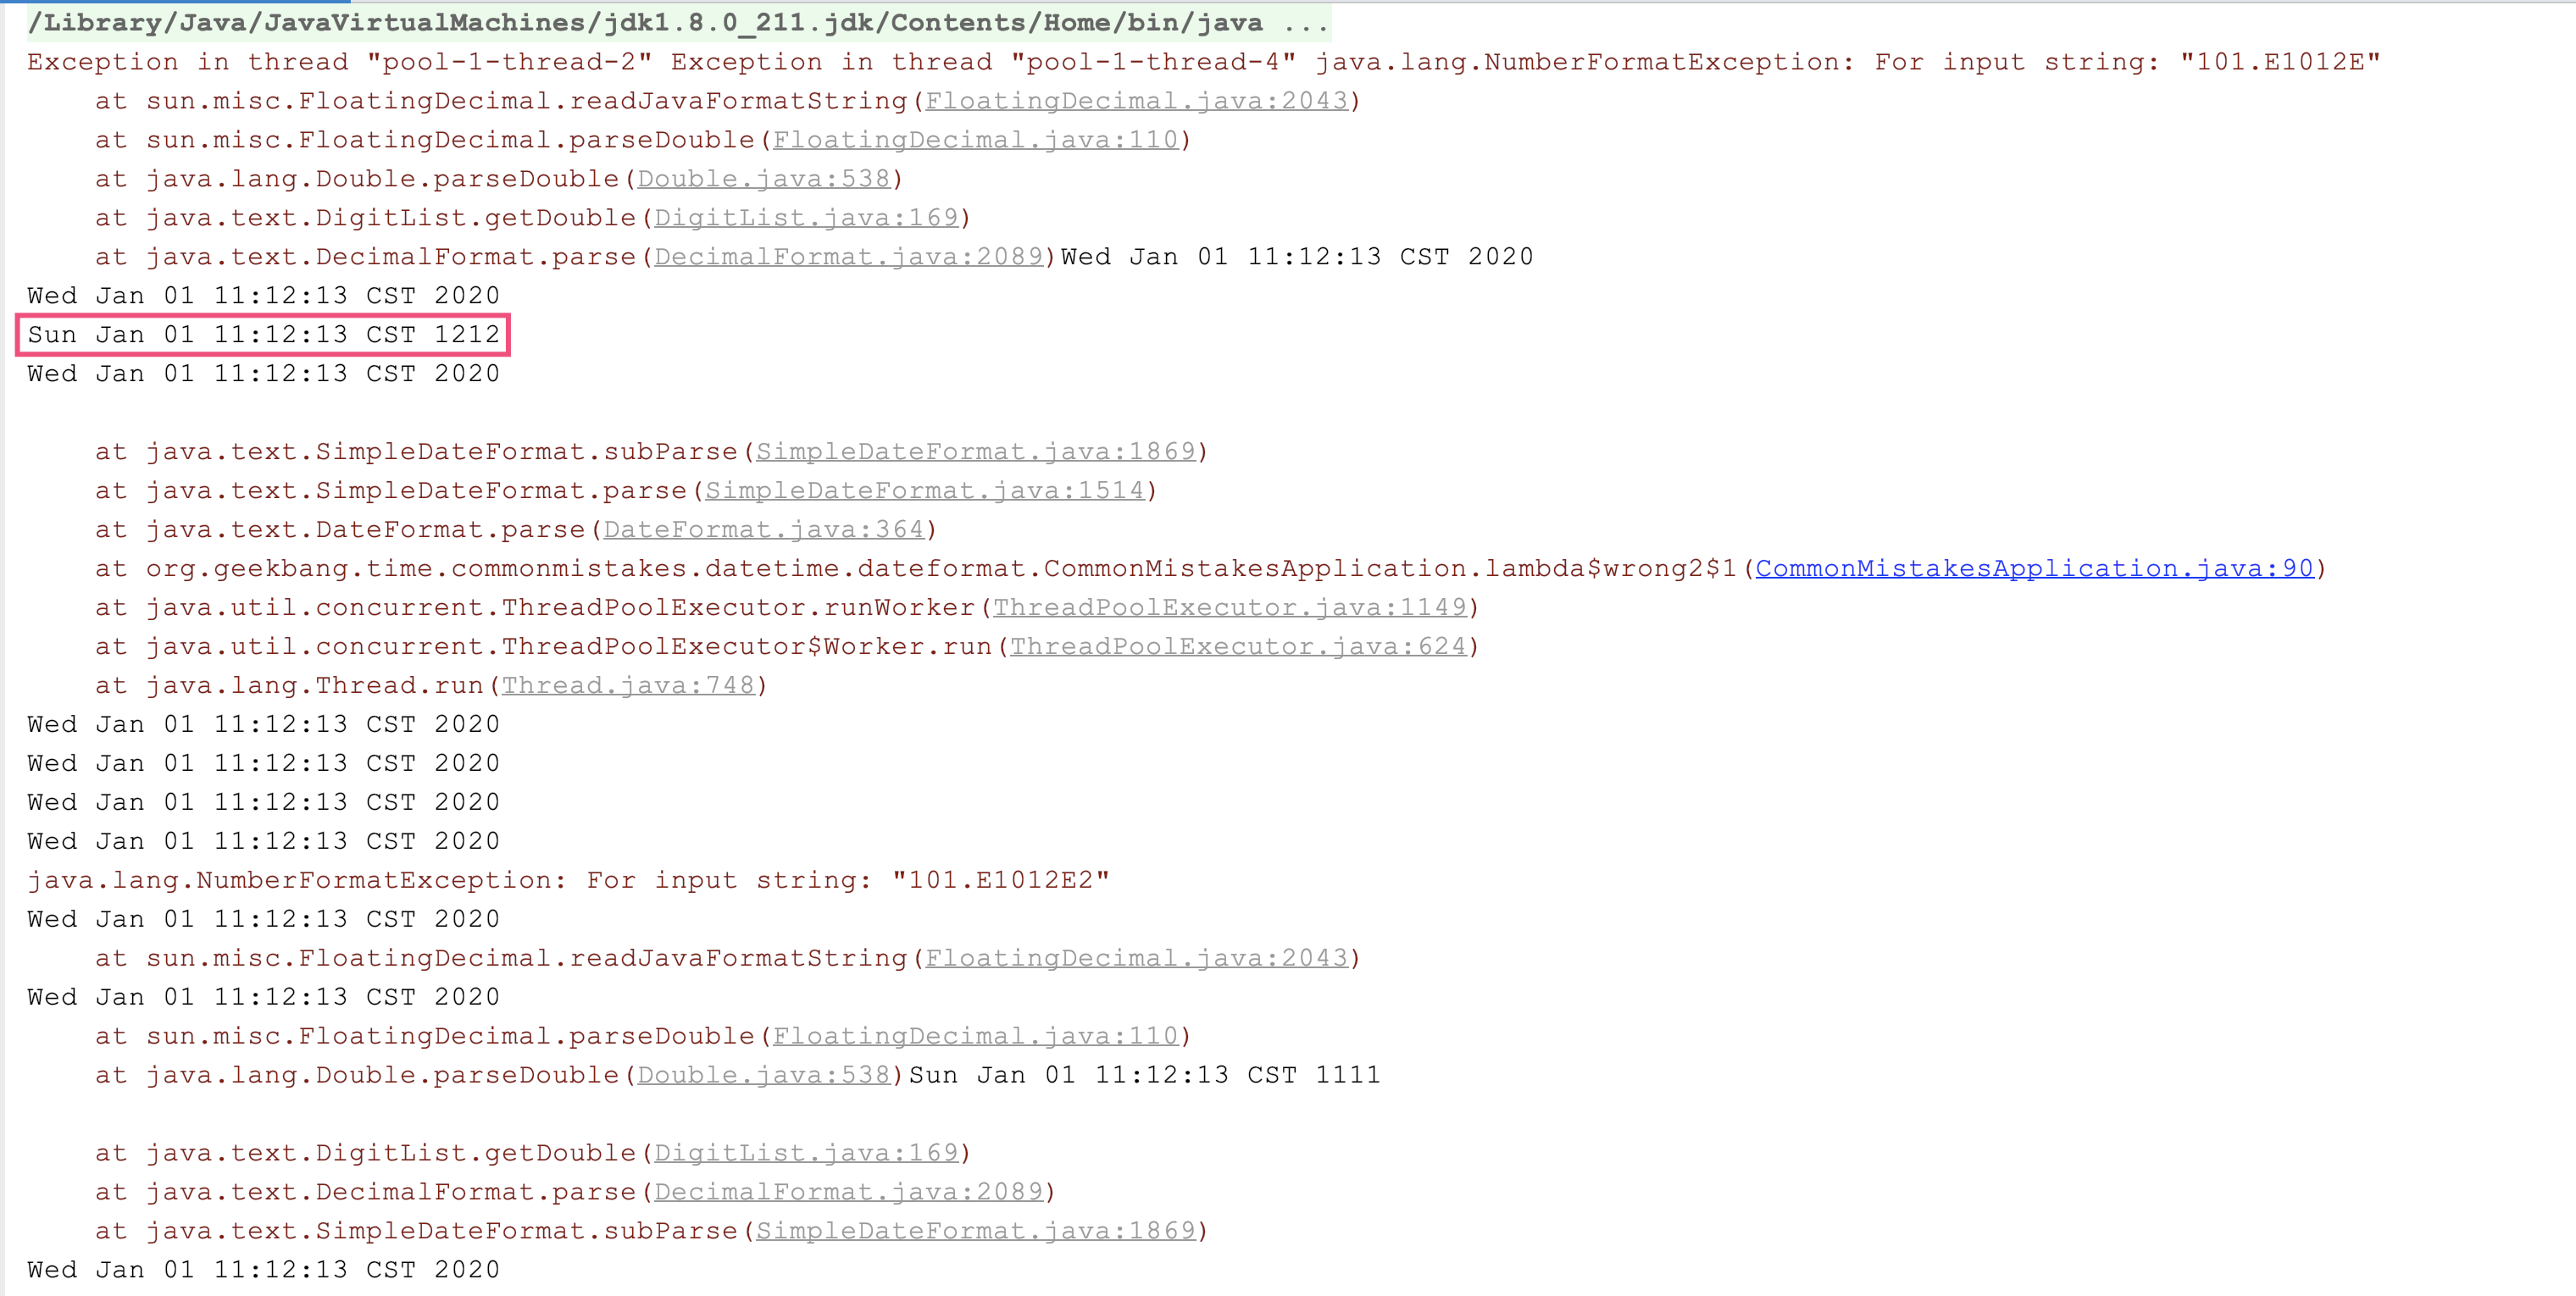 /Library/Java/JavaVirtualMachines/jdk1.8.0_211.jdk/Contents/Home/bin/java ...
Exception in thread "pool-1-thread-2" Exception in thread "pool-1-thread-4" java.lang.NumberFormatException: For input string: "101.E1012E"
    at sun.misc.FloatingDecimal.readJavaFormatString(FloatingDecimal.java:2043)
    at sun.misc.FloatingDecimal.parseDouble(FloatingDecimal.java:110)
    at java.lang.Double.parseDouble(Double.java:538)
    at java.text.DigitList.getDouble(DigitList.java:169)
    at java.text.DecimalFormat.parse(DecimalFormat.java:2089)Wed Jan 01 11:12:13 CST 2020
Wed Jan 01 11:12:13 CST 2020
Sun Jan 01 11:12:13 CST 1212
Wed Jan 01 11:12:13 CST 2020
    at java.text.SimpleDateFormat.subParse(SimpleDateFormat.java:1869)
    at java.text.SimpleDateFormat.parse(SimpleDateFormat.java:1514)
    at java.text.DateFormat.parse(DateFormat.java:364)
    at org.geekbang.time.commonmistakes.datetime.dateformat.CommonMistakesApplication.lambda$wrong2$1(CommonMistakesApplication.java:90)
    at java.util.concurrent.ThreadPoolExecutor.runWorker(ThreadPoolExecutor.java:1149)
    at java.util.concurrent.ThreadPoolExecutor$Worker.run(ThreadPoolExecutor.java:624)
    at java.lang.Thread.run(Thread.java:748)
Wed Jan 01 11:12:13 CST 2020
Wed Jan 01 11:12:13 CST 2020
Wed Jan 01 11:12:13 CST 2020
Wed Jan 01 11:12:13 CST 2020
java.lang.NumberFormatException: For input string: "101.E1012E2"
Wed Jan 01 11:12:13 CST 2020
    at sun.misc.FloatingDecimal.readJavaFormatString(FloatingDecimal.java:2043)
Wed Jan 01 11:12:13 CST 2020
    at sun.misc.FloatingDecimal.parseDouble(FloatingDecimal.java:110)
    at java.lang.Double.parseDouble(Double.java:538)Sun Jan 01 11:12:13 CST 1111
    at java.text.DigitList.getDouble(DigitList.java:169)
    at java.text.DecimalFormat.parse(DecimalFormat.java:2089)
    at java.text.SimpleDateFormat.subParse(SimpleDateFormat.java:1869)
Wed Jan 01 11:12:13 CST 2020